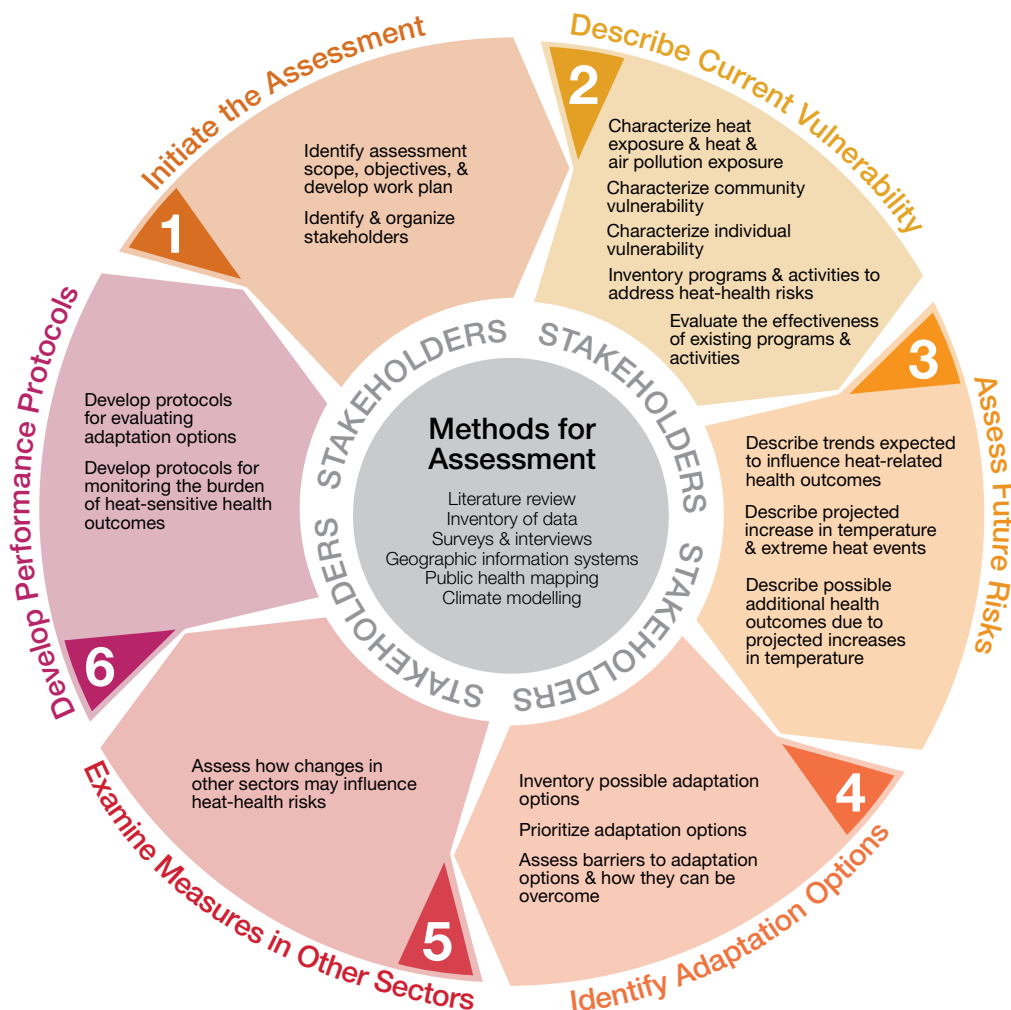 Initiate the Assessment
1
Identify assessment
scope, objectives, &
develop work plan
Identify & organize
stakeholders
Describe Current Vulnerability
2
Characterize heat
exposure & heat &
air pollution exposure
Characterize community
vulnerability
Characterize individual
vulnerability
Inventory programs & activities to
address heat-health risks
Evaluate the effectiveness
of existing programs &
activities
Assess Future Risks
3
Describe trends expected
to influence heat-related
health outcomes
Describe projected
increase in temperature
& extreme heat events
Describe possible
additional health
outcomes due to
projected increases
in temperature
Identify Adaptation Options
4
Inventory possible adaptation
options
Prioritize adaptation options
Assess barriers to adaptation
options & how they can be
overcome
Examine Measures in Other Sectors
5
Assess how changes in
other sectors may influence
heat-health risks
Develop Performance Protocols
6
Develop protocols
for evaluating
adaptation options
Develop protocols for
monitoring the burden
of heat-sensitive health
outcomes
STAKEHOLDERS
STAKEHOLDERS
STAKEHOLDERS
STAKEHOLDERS
Methods for
Assessment
Literature review
Inventory of data
Surveys & interviews
Geographic information systems
Public health mapping
Climate modelling